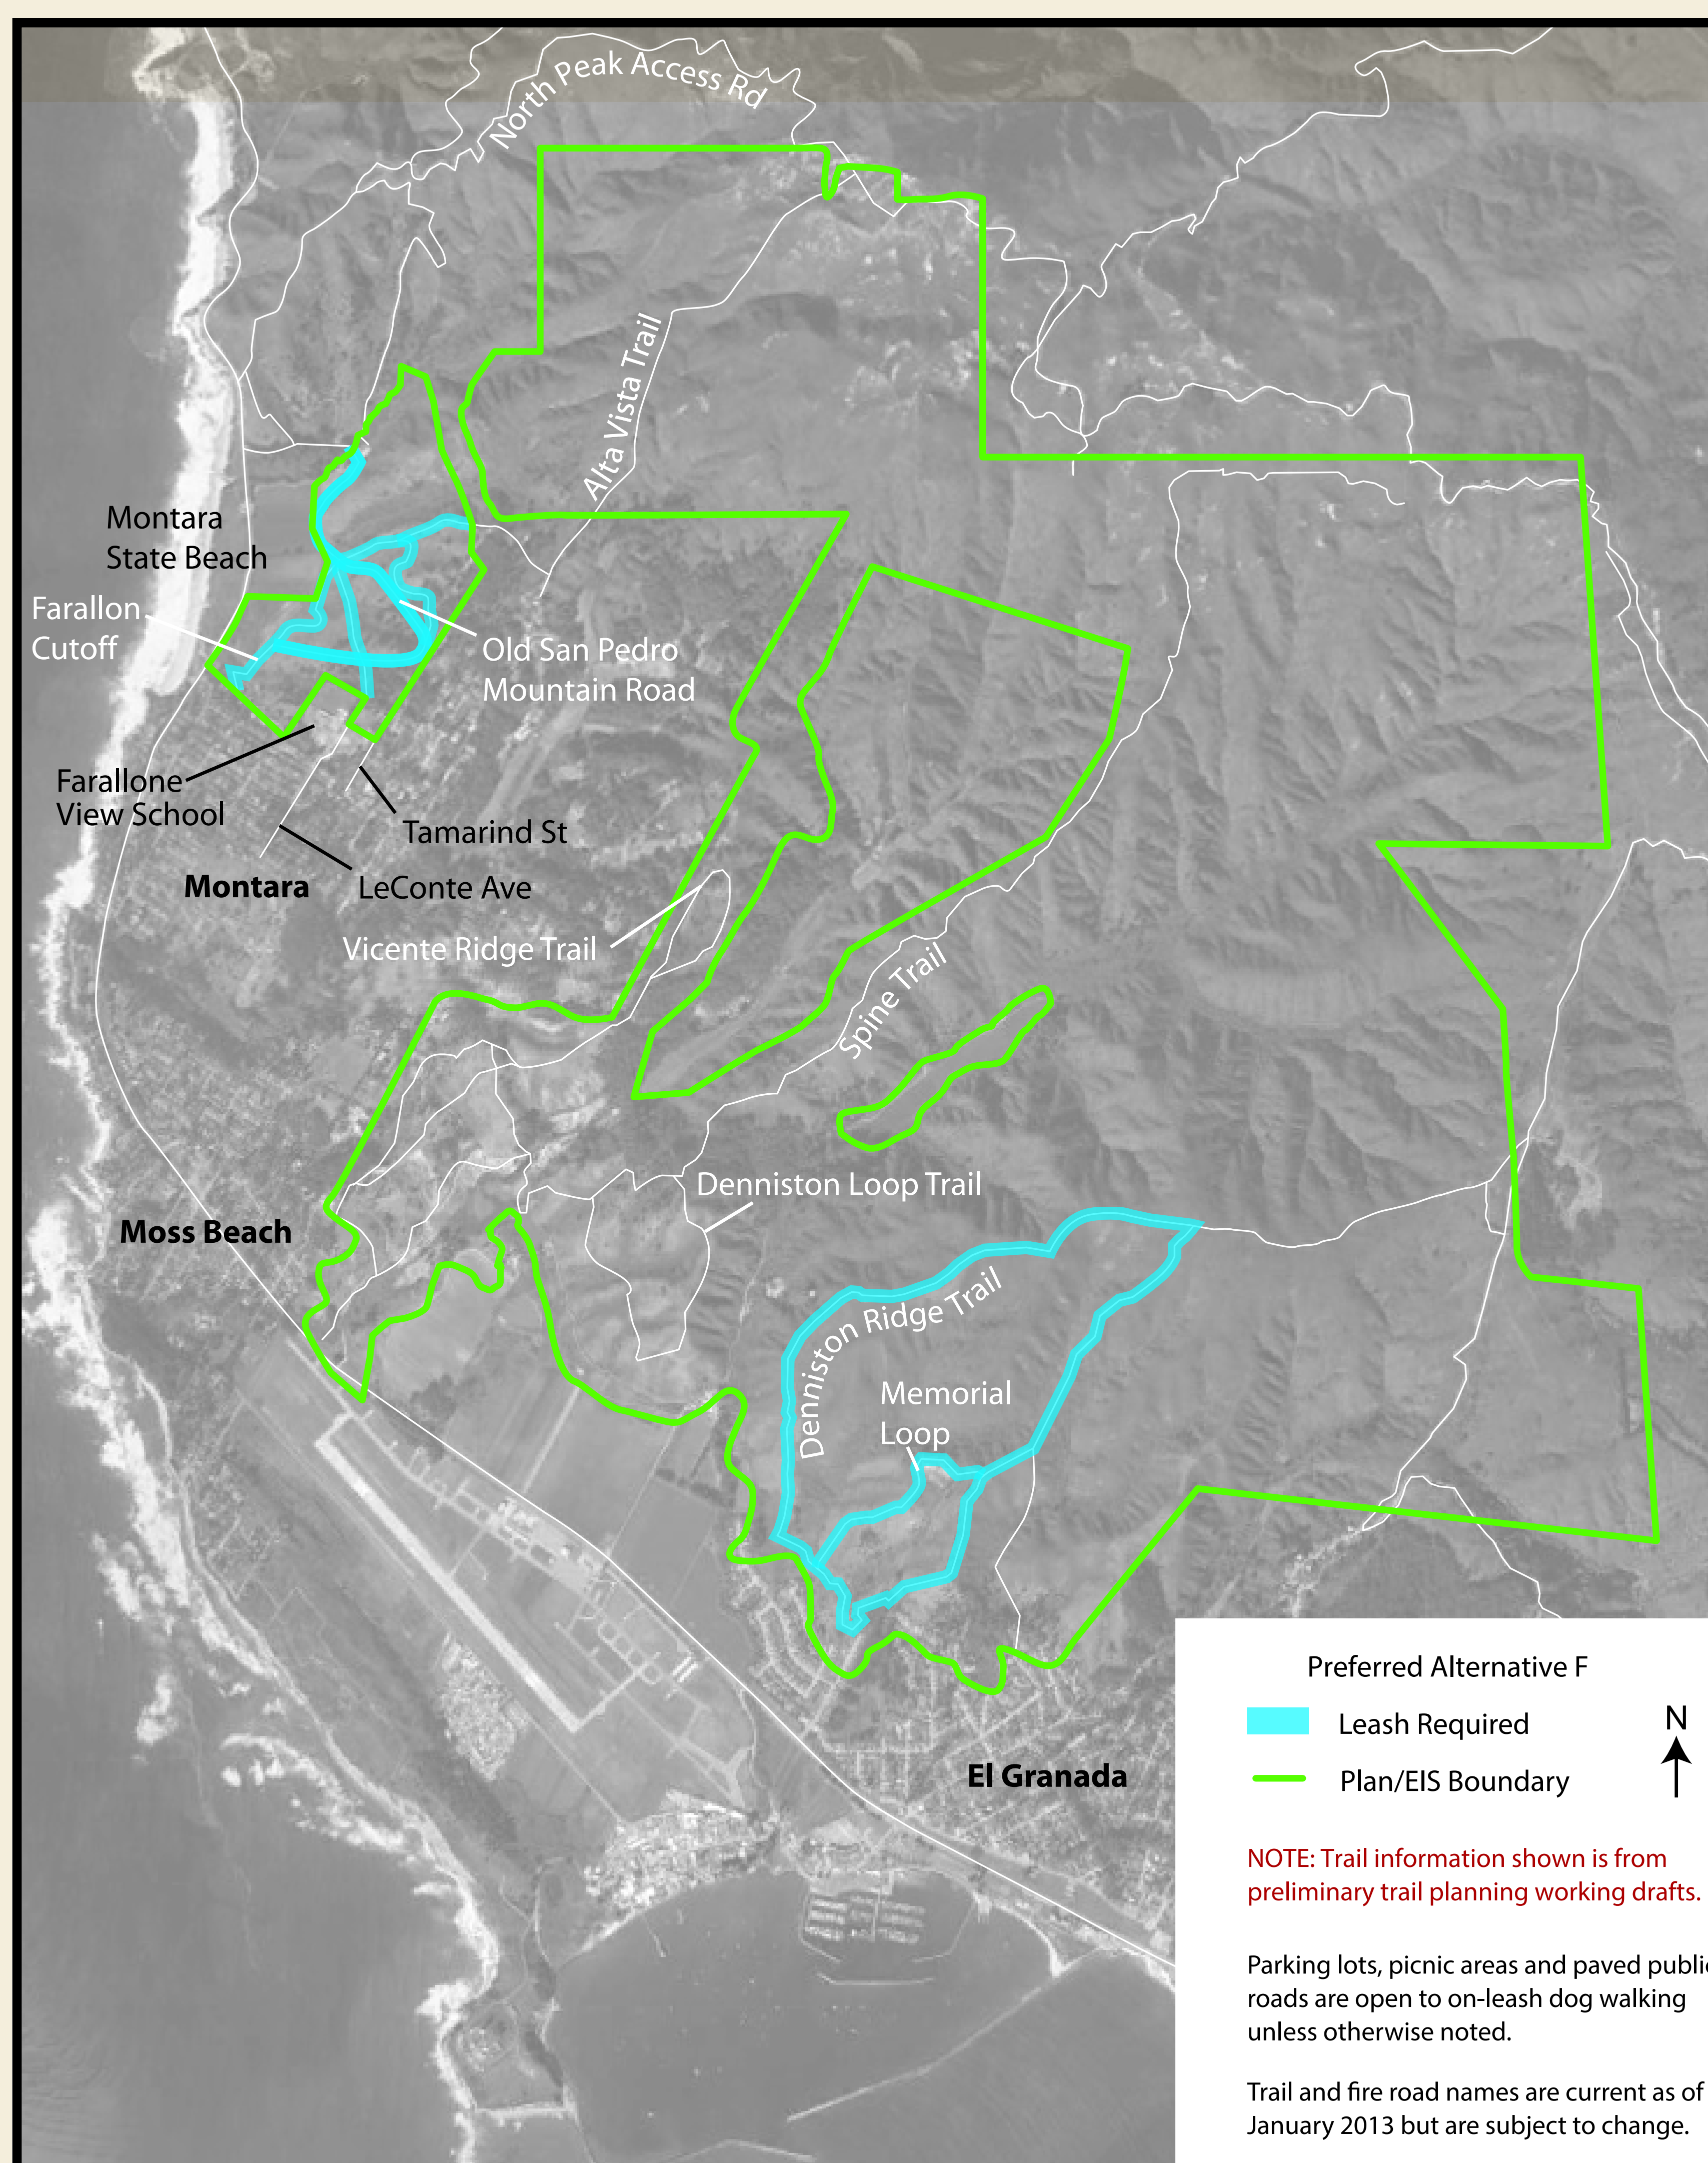 North Peak Access Rd
Alta Vista Trail
Montara
State Beach
Farallon
Cutoff
Old San Pedro
Mountain Road
Farallone
View School
Tamarind St
Montara
LeConte Ave
Vicente Ridge Trail
Spine Trail
Denniston Loop Trail
Moss Beach
Denniston Ridge Trail
Memorial
Loop
El Granada
Preferred Alternative F
Leash Required
N
Plan/EIS Boundary
NOTE: Trail information shown is from
preliminary trail planning working drafts.
Parking lots, picnic areas and paved public
roads are open to on-leash dog walking
unless otherwise noted.
Trail and fire road names are current as of
January 2013 but are subject to change.